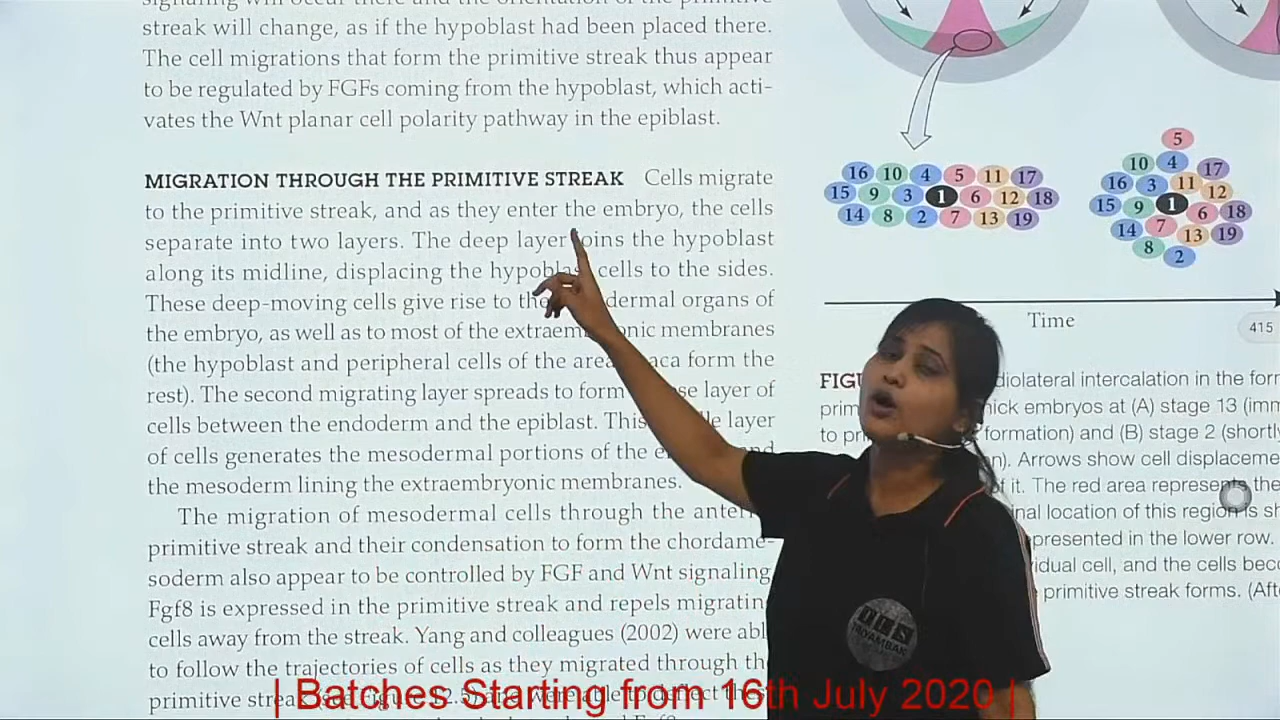 streak will change, as if the hypoblast had been placed there.
The cell migrations that form the primitive streak thus appear
to be regulated by FGFs coming from the hypoblast, which acti-
vates the Wnt planar cell polarity pathway in the epiblast.
MIGRATION THROUGH THE PRIMITIVE STREAK Cells migrate
to the primitive streak, and as they enter the embryo, the cells
separate into two layers. The deep layer oins the hypoblast
along its midline, displacing the hypoblas cells to the sides.
These deep-moving cells give rise to the dermal organs of
the embryo, as well as to most of the extraem onic membranes
(the hypoblast and peripheral cells of the area aca form the
rest). The second migrating layer spreads to form se layer of
cells between the endoderm and the epiblast. This le layer
of cells generates the mesodermal portions of the e nd
the mesoderm lining the extraembryonic membranes.
The migration of mesodermal cells through the anteri
primitive streak and their condensation to form the chordame-
soderm also appear to be controlled by FGF and Wnt signaling
Fgf8 is expressed in the primitive streak and repels migratin
cells away from the streak. Yang and colleagues (2002) were abl
to follow the trajectories of cells as they migrated through th
primitive strea
16 10 4 5 11 17
15 9 3 1 6 12 18
14 8 2 7 13 19
5
10 4 17
16 3 11 12
15 9 1 6 18
14 7 13 19
8 2
Time
415
FIGU diolateral intercalation in the for
prim hick embryos at (A) stage 13 (imm
to pr formation) and (B) stage 2 (shortl
n). Arrows show cell displaceme
f it. The red area represents the
inal location of this region is sh
presented in the lower row.
idual cell, and the cells bec
primitive streak forms. (Aft
| Batches Starting from 16th July 2020 |